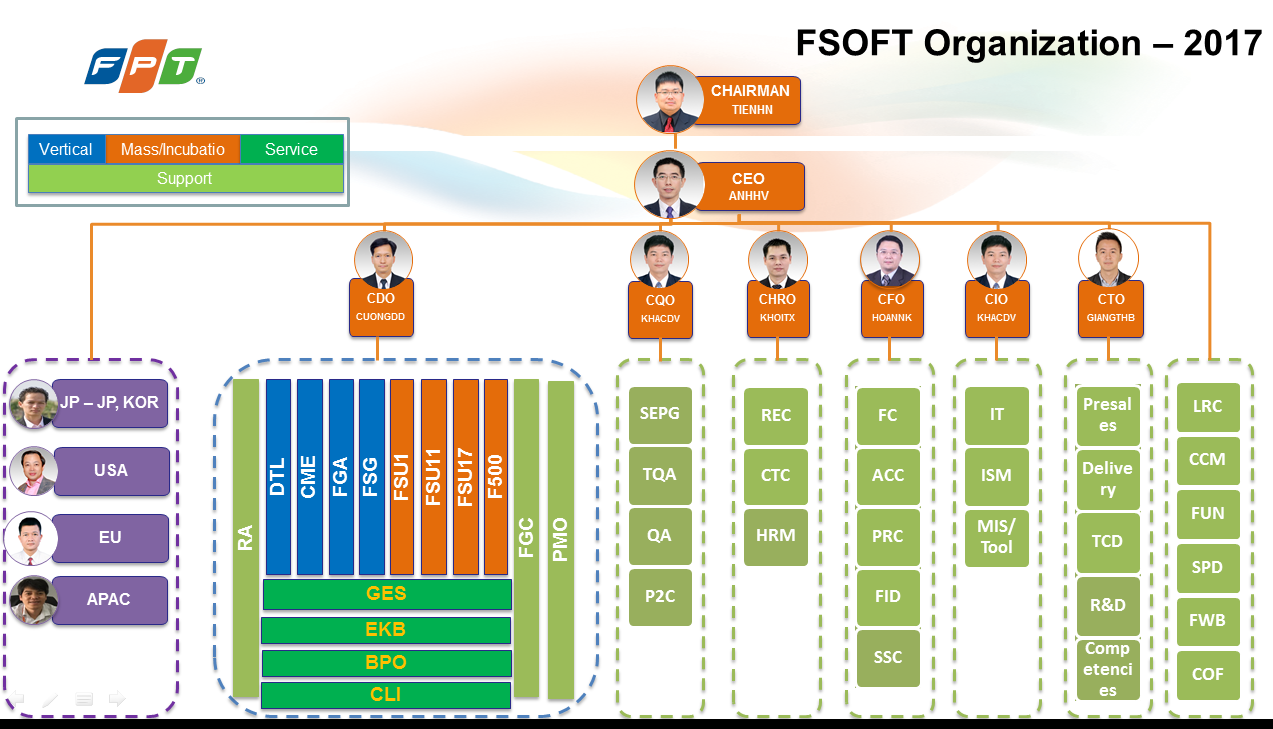 FSOFT Organization – 2017
FPT®
CHAIRMAN
TIENHN
Vertical
Mass/Incubatio
Service
Support
CEO
ANHHV
CDO
CUONGDD
CQO
KHACDV
CHRO
KHOITX
CFO
HOANNK
CIO
KHACDV
CTO
GIANGTHB
JP – JP, KOR
USA
EU
APAC
RA
DTL
CME
FGA
FSG
FSU1
FSU11
FSU17
F500
FGC
PMO
GES
EKB
BPO
CLI
SEPG
TQA
QA
P2C
REC
CTC
HRM
FC
ACC
PRC
FID
SSC
IT
ISM
MIS/
Tool
Presal
es
Delive
ry
TCD
R&D
Comp
etenci
es
LRC
CCM
FUN
SPD
FWB
COF